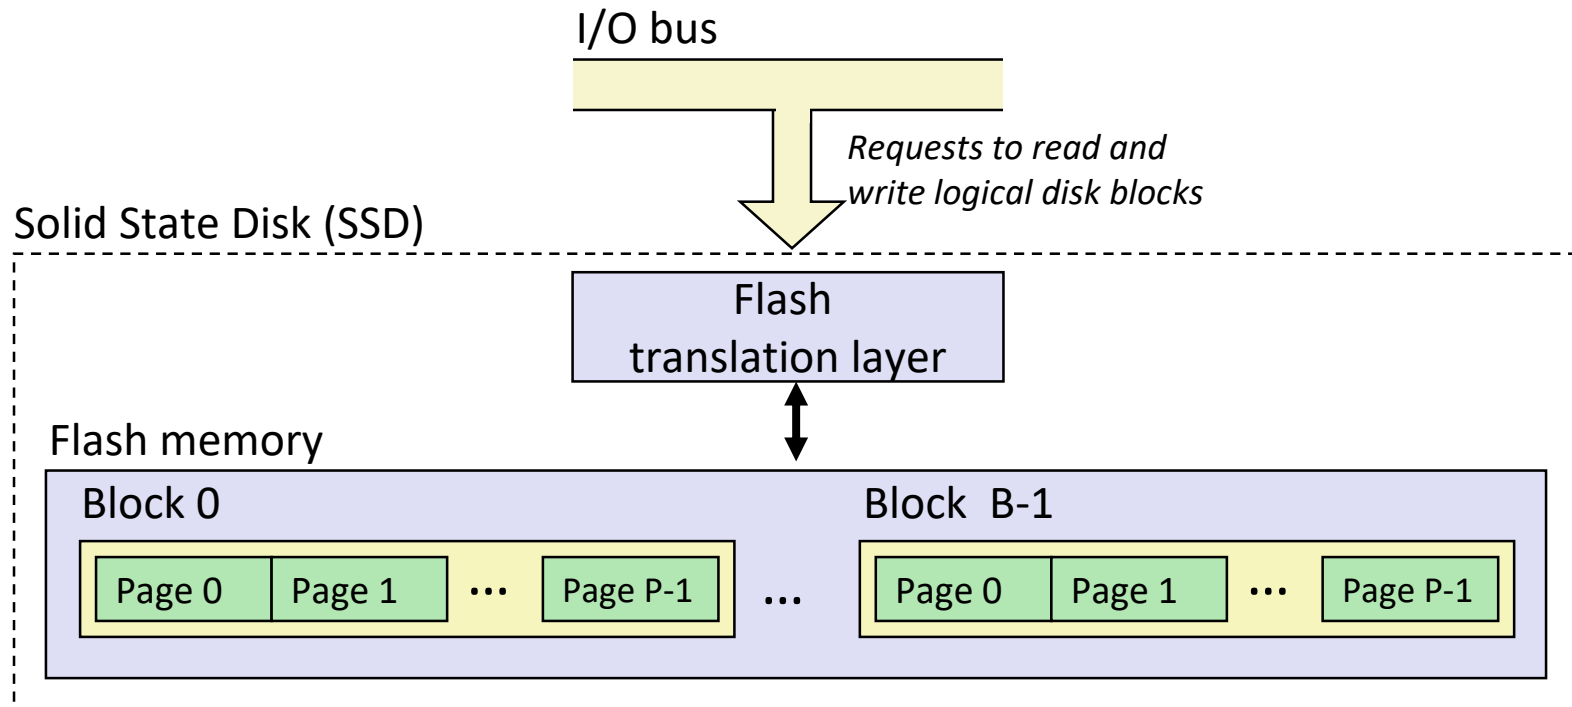 I/O bus
Requests to read and
write logical disk blocks
Solid State Disk (SSD)
Flash
translation layer
Flash memory
Block 0
Block B-1
Page 0 Page 1 ... Page P-1 ... Page 0 Page 1 ... Page P-1